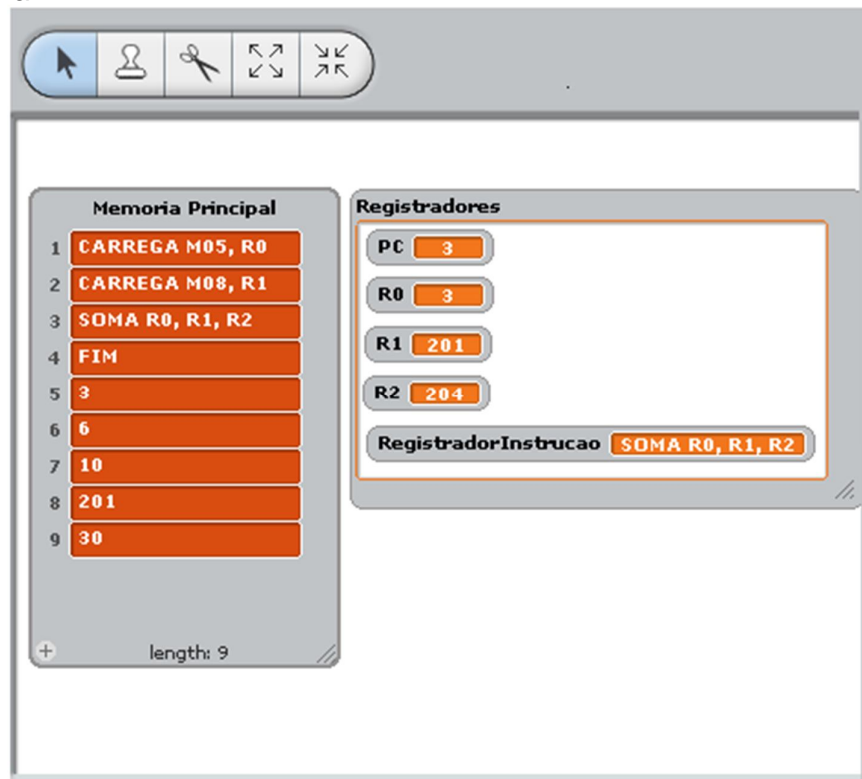 Memoria Principal
1 CARREGA M05, R0
2 CARREGA M08, R1
3 SOMA R0, R1, R2
4 FIM
5 3
6 6
7 10
8 201
9 30
+ length: 9
Registradores
PC 3
R0 3
R1 201
R2 204
RegistradorInstrucao SOMA R0, R1, R2